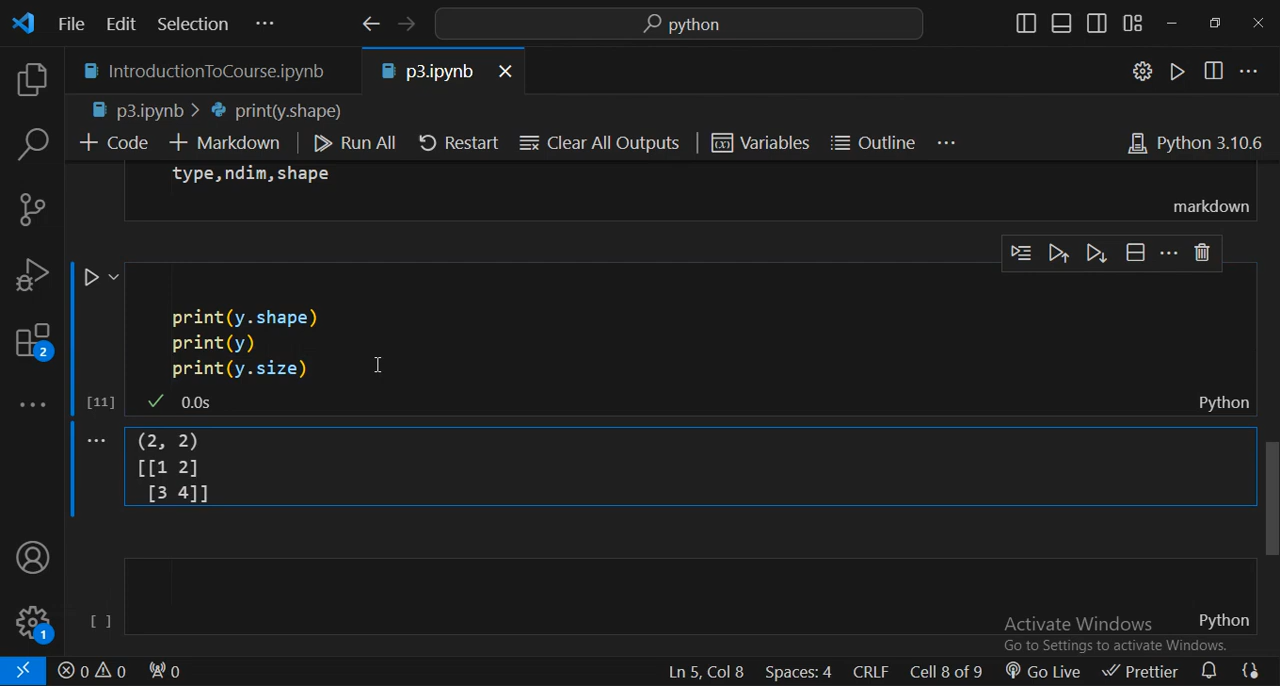 File Edit Selection ··· python
IntroductionToCourse.ipynb p3.ipynb
p3.ipynb > print(y.shape)
+ Code + Markdown Run All Restart Clear All Outputs Variables Outline ··· Python 3.10.6
type,ndim,shape
markdown
print(y.shape)
print(y)
print(y.size)
[11] 0.0s Python
(2, 2)
[[1 2]
[3 4]]
2
[ ] Python
Activate Windows
Go to Settings to activate Windows.
1
0 0 0 Ln 5, Col 8 Spaces: 4 CRLF Cell 8 of 9 Go Live Prettier